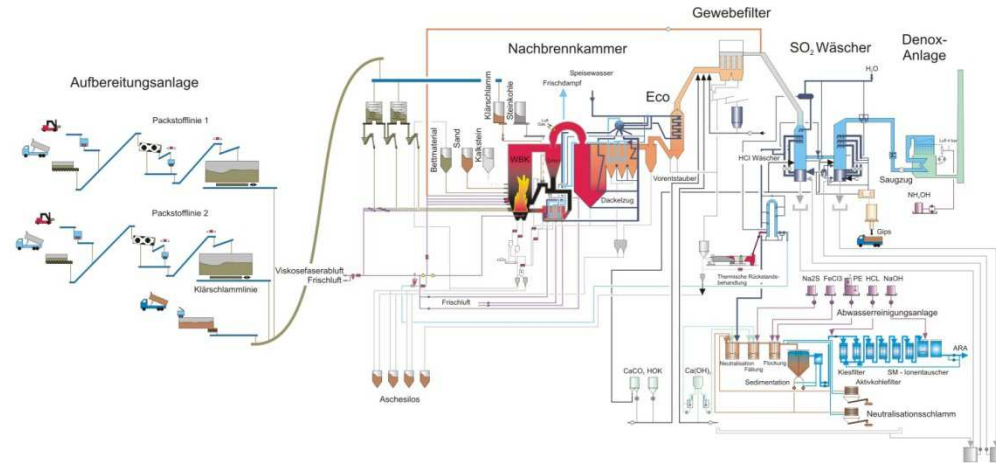 Gewebefilter
Nachbrennkammer
SO2 Wäscher
Denox-
Anlage
Aufbereitungsanlage
Speisewasser
Frischdampf
H2O
Eco
Packstofflinie 1
Klärschlamm
Steinkohle
Bettmaterial
Sand
Kalkstein
WBK
HCl Wäscher
Vorentstauber
Saugzug
Dackelzug
NH4OH
Packstofflinie 2
Gips
Viskosefaserabluft
Frischluft
Klärschlammlinie
Thermische Rückstands-
behandlung
Na2S FeCl3 PE HCL NaOH
Frischluft
Abwasserreinigungsanlage
Neutralisation
Fällung
Flockung
ARA
Kiesfilter
SM - Ionentauscher
CaCO3 HOK
Ca(OH)2
Sedimentation
Aktivkohlefilter
Aschesilos
Neutralisationsschlamm